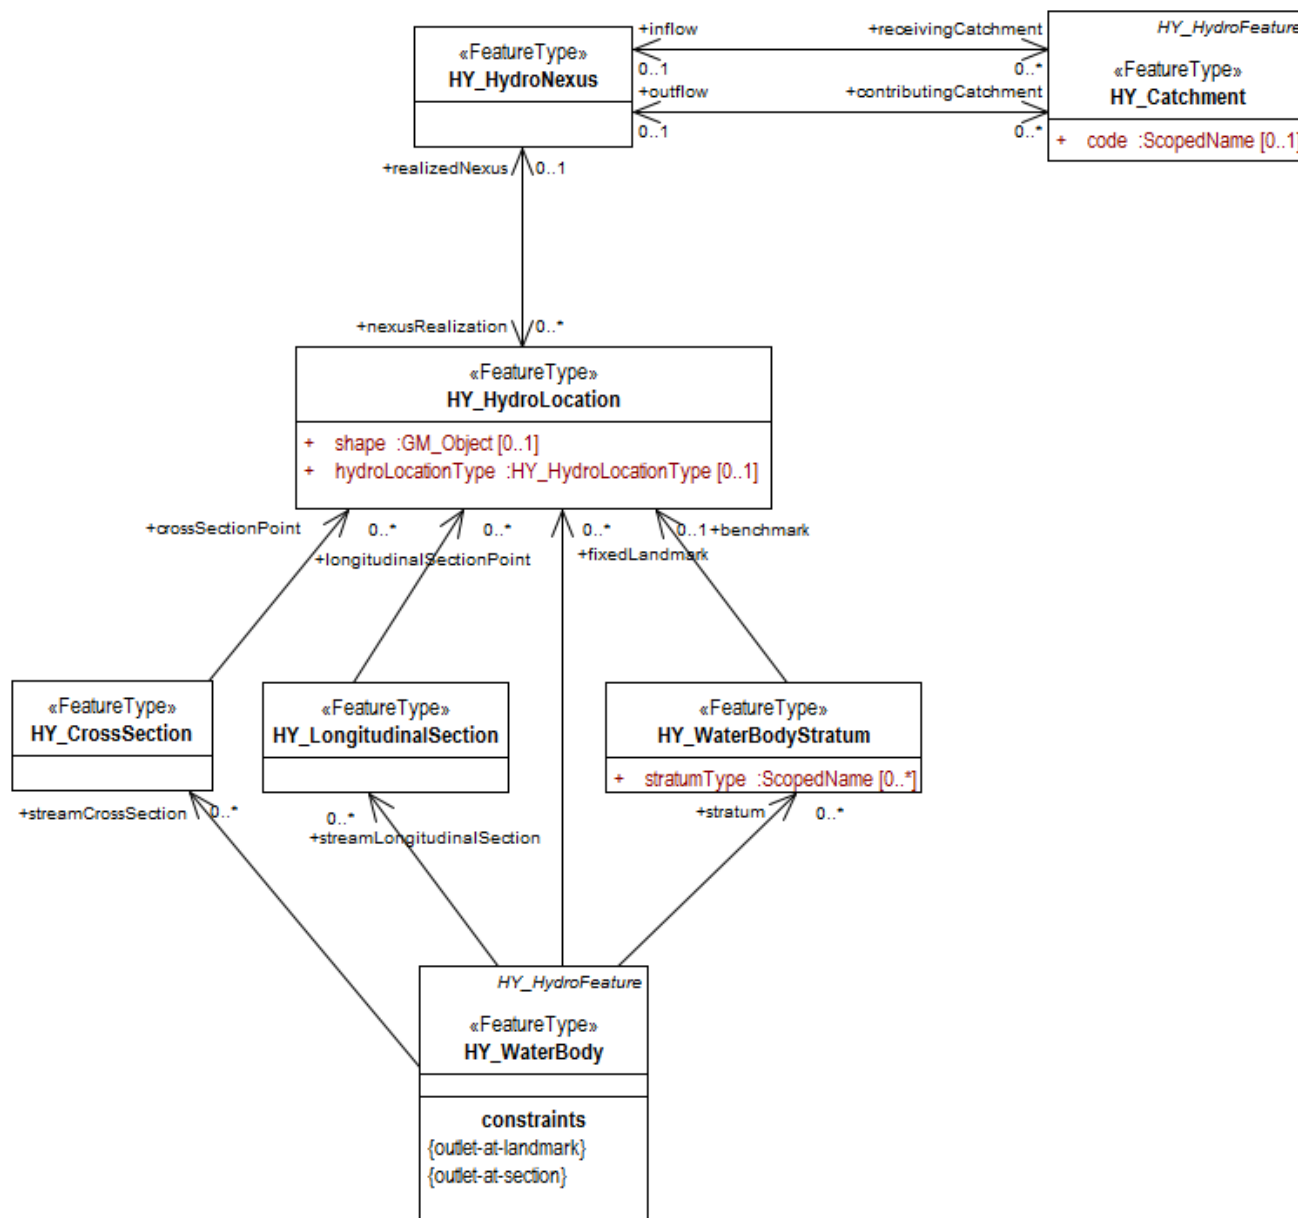 +inflow
+receivingCatchment
HY_HydroFeature
«FeatureType»
HY_HydroNexus
0..1
0..*
«FeatureType»
HY_Catchment
+outflow
+contributingCatchment
0..1
0..*
+ code :ScopedName [0..1]
+realizedNexus
0..1
+nexusRealization
0..*
«FeatureType»
HY_HydroLocation
+ shape :GM_Object [0..1]
+ hydroLocationType :HY_HydroLocationType [0..1]
+crossSectionPoint
0..*
0..*
0..*
0..1
+benchmark
+longitudinalSectionPoint
+fixedLandmark
«FeatureType»
HY_CrossSection
«FeatureType»
HY_LongitudinalSection
«FeatureType»
HY_WaterBodyStratum
+ stratumType :ScopedName [0..*]
+streamCrossSection
0..*
0..*
+streamLongitudinalSection
+stratum
0..*
HY_HydroFeature
«FeatureType»
HY_WaterBody
constraints
{outlet-at-landmark}
{outlet-at-section}